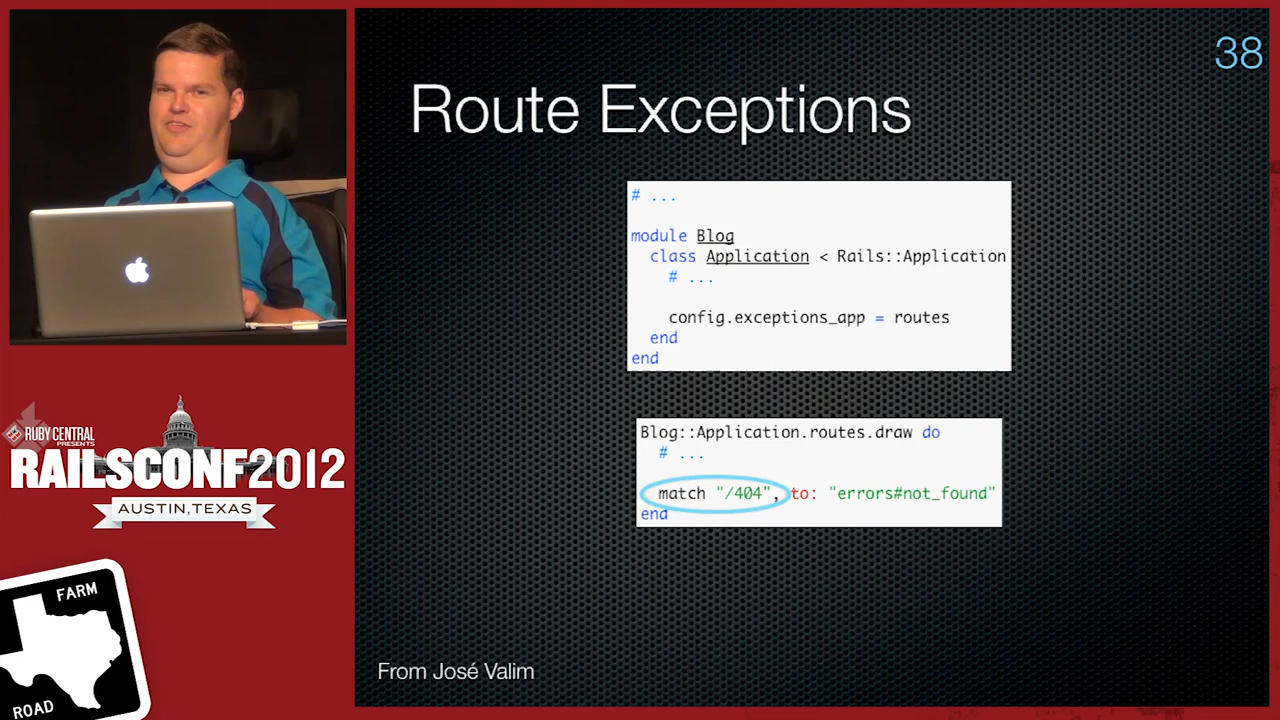 38
Route Exceptions
# ...
module Blog
class Application < Rails::Application
# ...
config.exceptions_app = routes
end
end
Blog::Application.routes.draw do
# ...
match "/404", to: "errors#not_found"
end
From José Valim
RUBY CENTRAL
PRESENTS
RAILSCONF2012
AUSTIN, TEXAS
FARM
ROAD